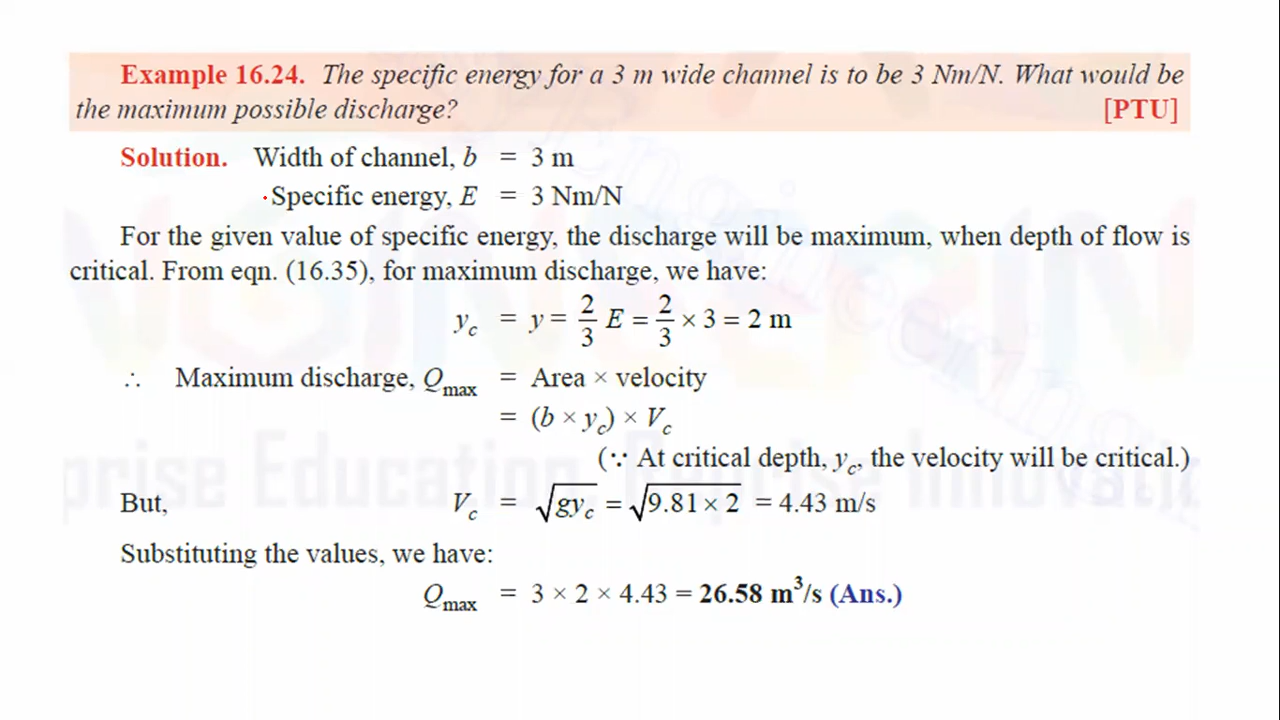 Example 16.24. The specific energy for a 3 m wide channel is to be 3 Nm/N. What would be
the maximum possible discharge? [PTU]
Solution. Width of channel, b = 3 m
Specific energy, E = 3 Nm/N
For the given value of specific energy, the discharge will be maximum, when depth of flow is
critical. From eqn. (16.35), for maximum discharge, we have:
y_c = y = 2/3 E = 2/3 × 3 = 2 m
∴ Maximum discharge, Q_max = Area × velocity
= (b × y_c) × V_c
(∵ At critical depth, y_c, the velocity will be critical.)
But, V_c = √(gy_c) = √(9.81 × 2) = 4.43 m/s
Substituting the values, we have:
Q_max = 3 × 2 × 4.43 = 26.58 m³/s (Ans.)